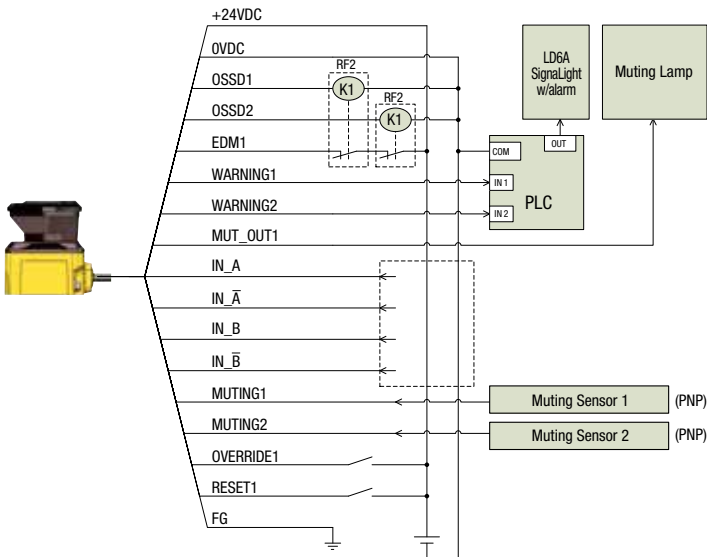 +24VDC
0VDC
OSSD1
OSSD2
EDM1
WARNING1
WARNING2
MUT_OUT1
IN_A
IN_A̅
IN_B
IN_B̅
MUTING1
MUTING2
OVERRIDE1
RESET1
FG
RF2
K1
RF2
K1
LD6A
SignaLight
w/alarm
Muting Lamp
COM
OUT
IN 1
IN 2
PLC
Muting Sensor 1 (PNP)
Muting Sensor 2 (PNP)